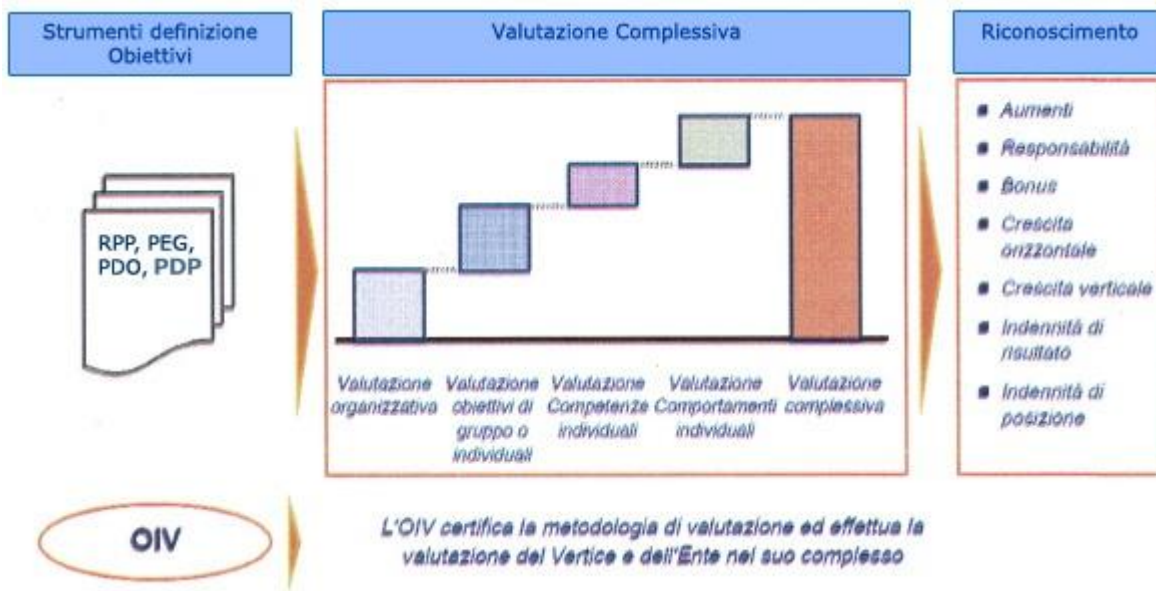 Strumenti definizione
Obiettivi
Valutazione Complessiva
Riconoscimento
RPP, PEG,
PDO, PDP
Valutazione
organizzativa
Valutazione
obiettivi di
gruppo o
individuali
Valutazione
Competenze
individuali
Valutazione
Comportamenti
individuali
Valutazione
complessiva
Aumenti
Responsabilità
Bonus
Crescita
orizzontale
Crescita verticale
Indennità di
risultato
Indennità di
posizione
OIV
L'OIV certifica la metodologia di valutazione ed effettua la
valutazione del Vertice e dell'Ente nel suo complesso